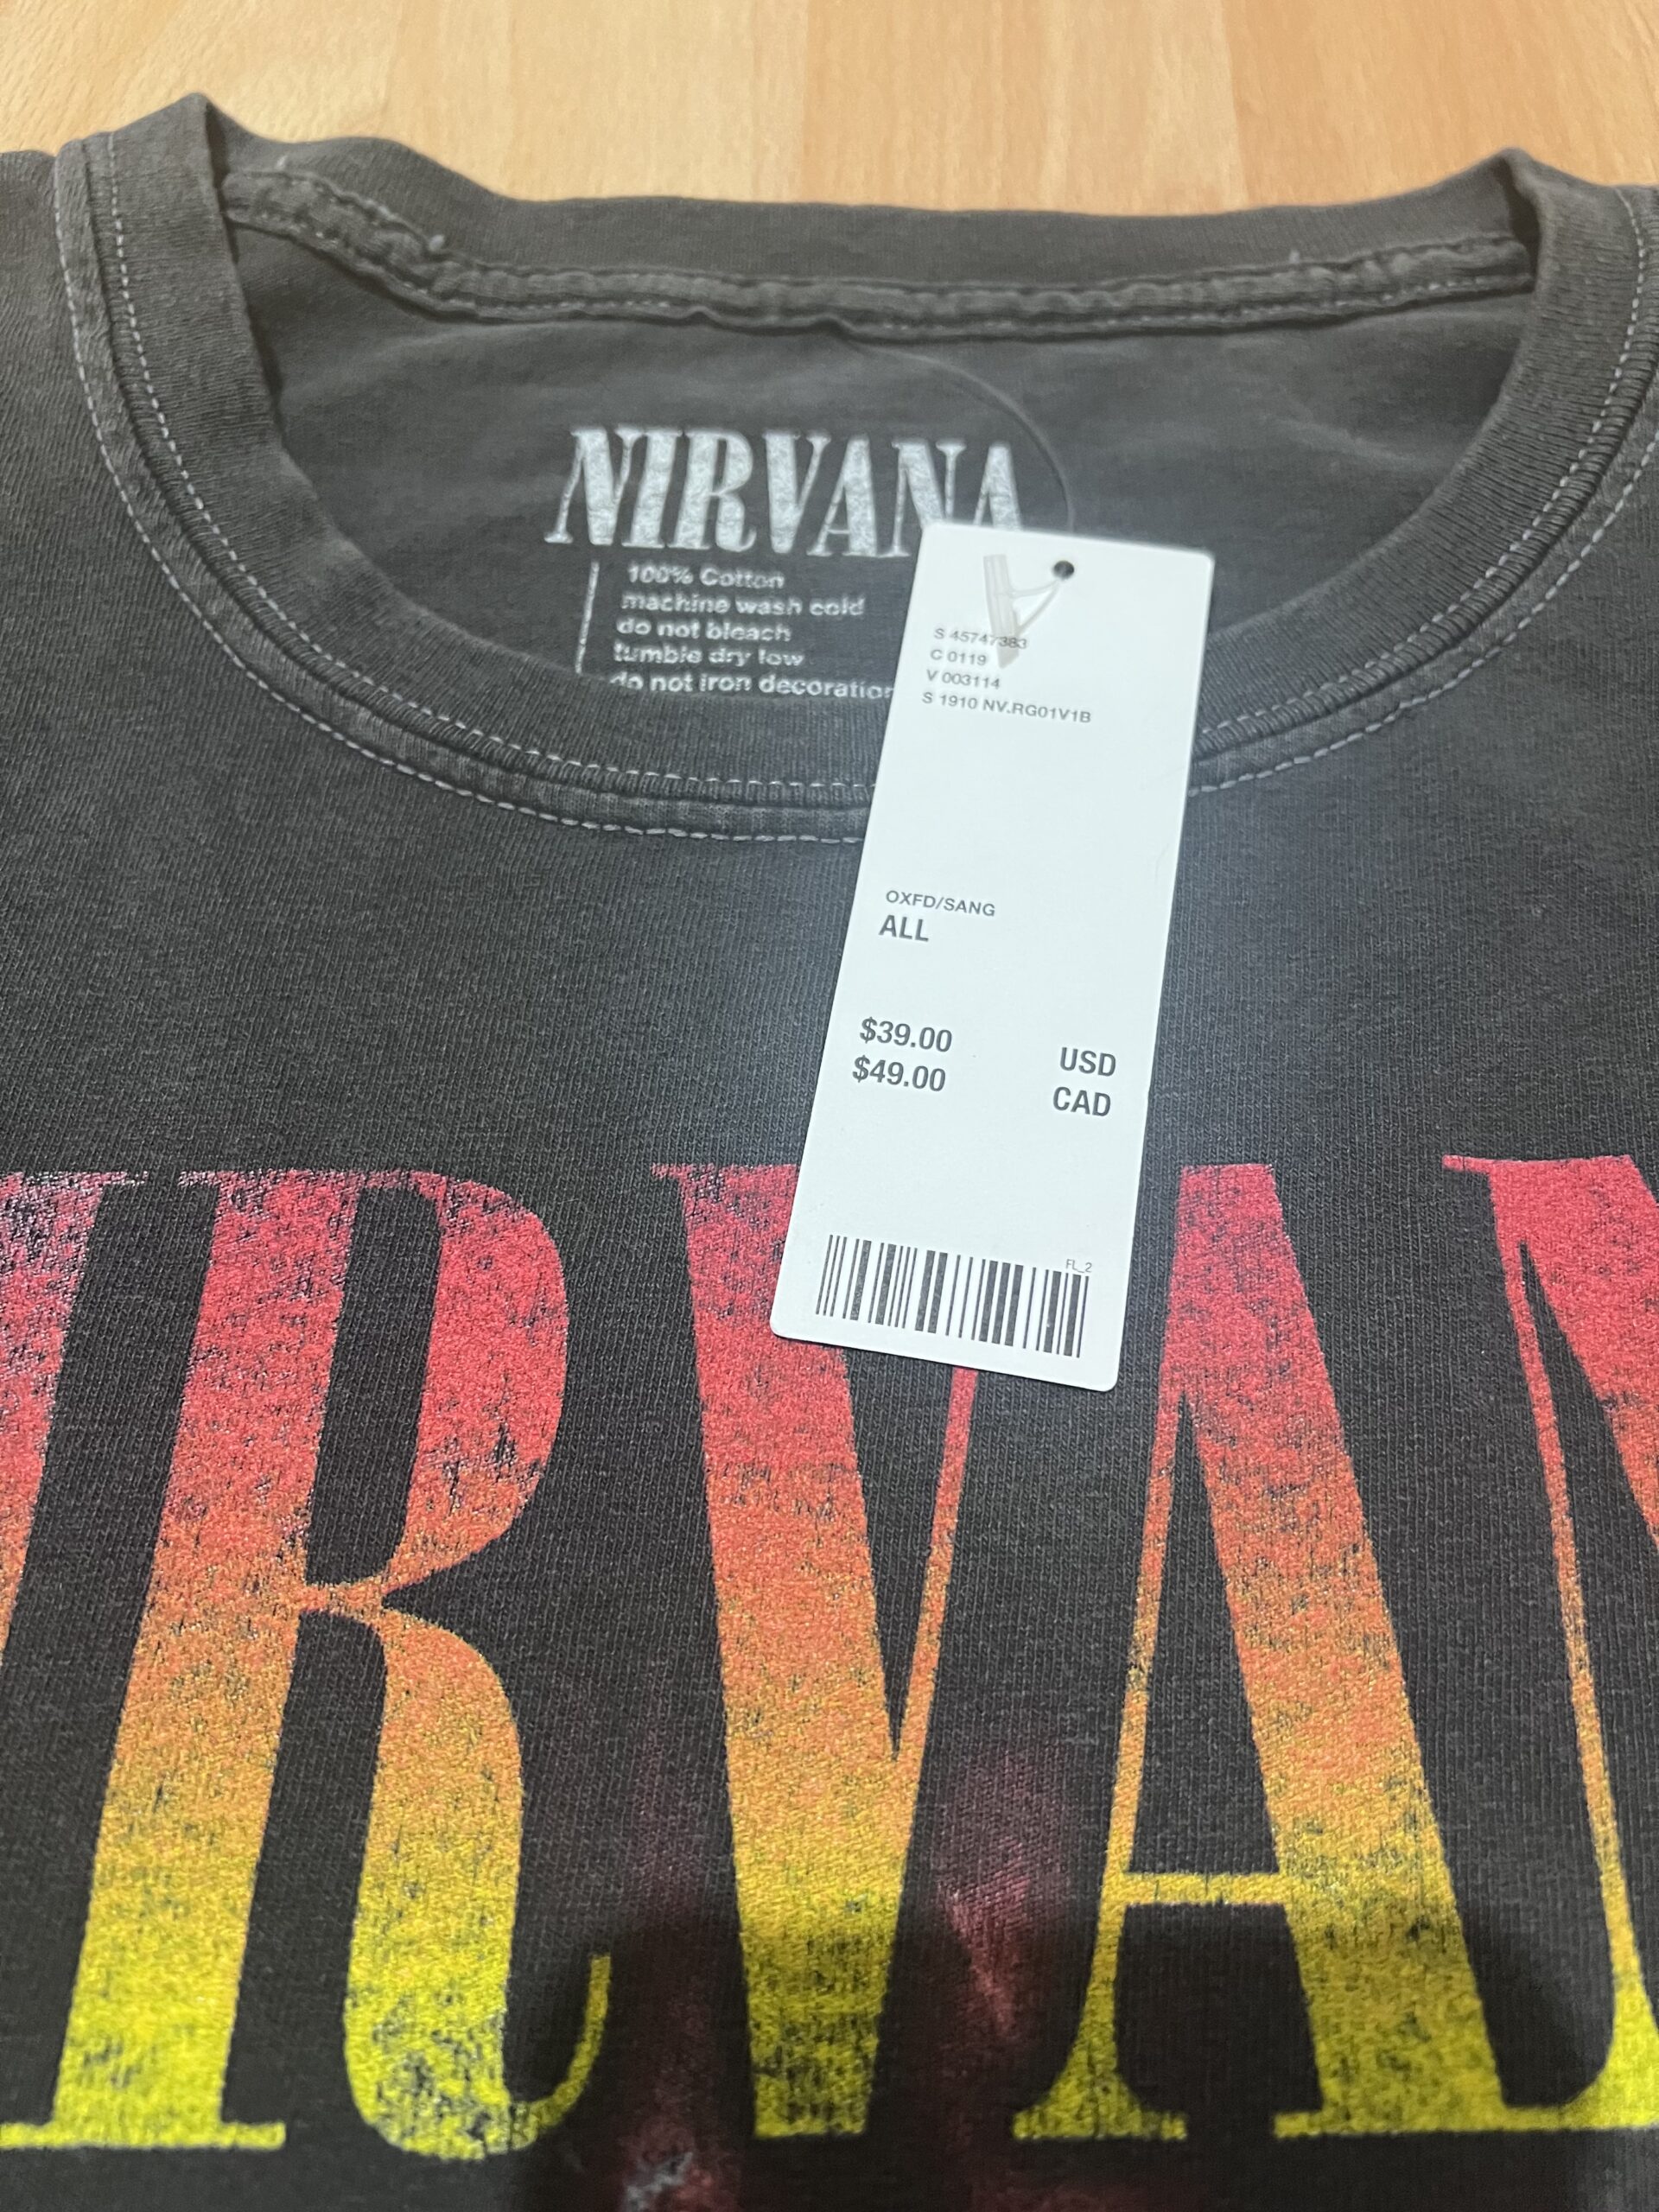 NIRVANA
100% Cotton
machine wash cold
do not bleach
tumble dry low
do not iron decoration
S 45747383
C 0119
V 003114
S 1910 NV.RG01V1B
OXFD/SANG
ALL
$39.00 USD
$49.00 CAD
FL_2
IRVAN